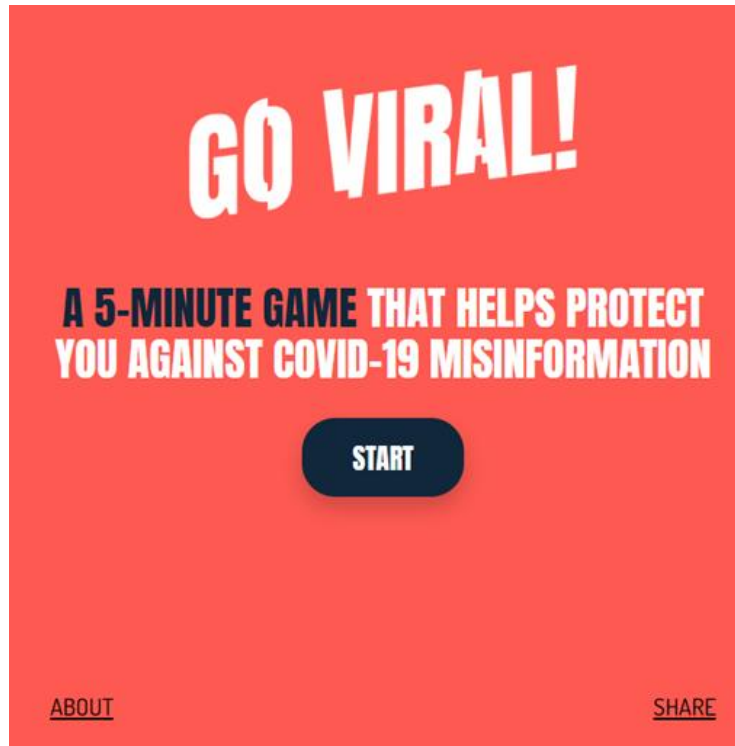 GO VIRAL!
A 5-MINUTE GAME THAT HELPS PROTECT
YOU AGAINST COVID-19 MISINFORMATION
START
ABOUT
SHARE